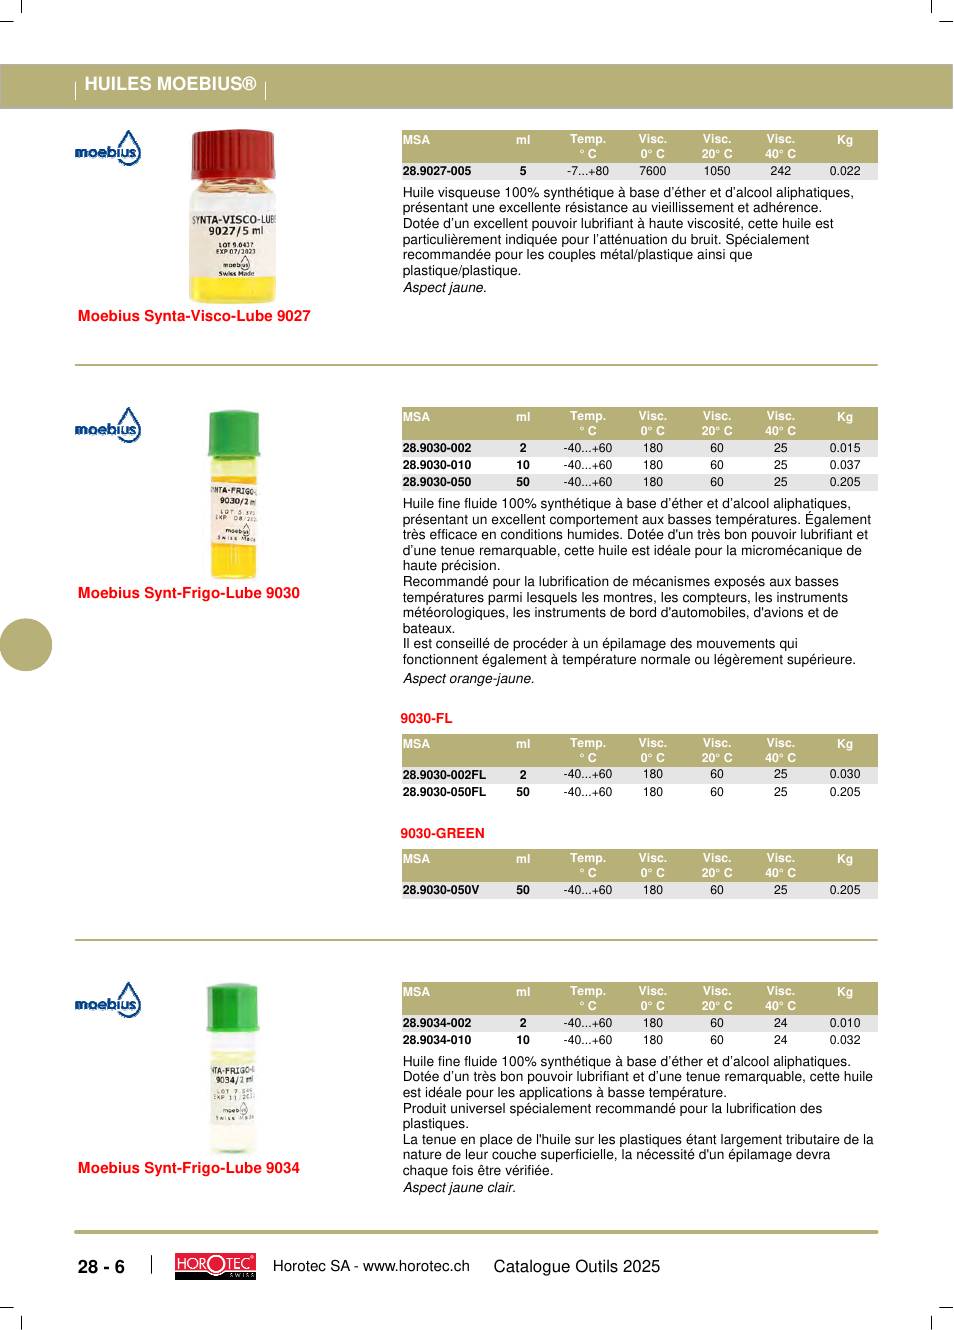 HUILES MOEBIUS®
moebius
SYNTA-VISCO-LUBE
9027/5 ml
LOT 9.0437
EXP 07/2023
moebius
Swiss Made
Moebius Synta-Visco-Lube 9027
MSA ml Temp. Visc. Visc. Visc. Kg
° C 0° C 20° C 40° C
28.9027-005 5 -7...+80 7600 1050 242 0.022
Huile visqueuse 100% synthétique à base d’éther et d’alcool aliphatiques,
présentant une excellente résistance au vieillissement et adhérence.
Dotée d’un excellent pouvoir lubrifiant à haute viscosité, cette huile est
particulièrement indiquée pour l’atténuation du bruit. Spécialement
recommandée pour les couples métal/plastique ainsi que
plastique/plastique.
Aspect jaune.
moebius
9030/2 ml
moebius
Swiss Made
Moebius Synt-Frigo-Lube 9030
MSA ml Temp. Visc. Visc. Visc. Kg
° C 0° C 20° C 40° C
28.9030-002 2 -40...+60 180 60 25 0.015
28.9030-010 10 -40...+60 180 60 25 0.037
28.9030-050 50 -40...+60 180 60 25 0.205
Huile fine fluide 100% synthétique à base d’éther et d’alcool aliphatiques,
présentant un excellent comportement aux basses températures. Également
très efficace en conditions humides. Dotée d'un très bon pouvoir lubrifiant et
d’une tenue remarquable, cette huile est idéale pour la micromécanique de
haute précision.
Recommandé pour la lubrification de mécanismes exposés aux basses
températures parmi lesquels les montres, les compteurs, les instruments
météorologiques, les instruments de bord d'automobiles, d'avions et de
bateaux.
Il est conseillé de procéder à un épilamage des mouvements qui
fonctionnent également à température normale ou légèrement supérieure.
Aspect orange-jaune.
9030-FL
MSA ml Temp. Visc. Visc. Visc. Kg
° C 0° C 20° C 40° C
28.9030-002FL 2 -40...+60 180 60 25 0.030
28.9030-050FL 50 -40...+60 180 60 25 0.205
9030-GREEN
MSA ml Temp. Visc. Visc. Visc. Kg
° C 0° C 20° C 40° C
28.9030-050V 50 -40...+60 180 60 25 0.205
moebius
9034/2 ml
moebius
Swiss Made
Moebius Synt-Frigo-Lube 9034
MSA ml Temp. Visc. Visc. Visc. Kg
° C 0° C 20° C 40° C
28.9034-002 2 -40...+60 180 60 24 0.010
28.9034-010 10 -40...+60 180 60 24 0.032
Huile fine fluide 100% synthétique à base d’éther et d’alcool aliphatiques.
Dotée d’un très bon pouvoir lubrifiant et d’une tenue remarquable, cette huile
est idéale pour les applications à basse température.
Produit universel spécialement recommandé pour la lubrification des
plastiques.
La tenue en place de l'huile sur les plastiques étant largement tributaire de la
nature de leur couche superficielle, la nécessité d'un épilamage devra
chaque fois être vérifiée.
Aspect jaune clair.
28 - 6 HOROTEC® SWISS Horotec SA - www.horotec.ch Catalogue Outils 2025